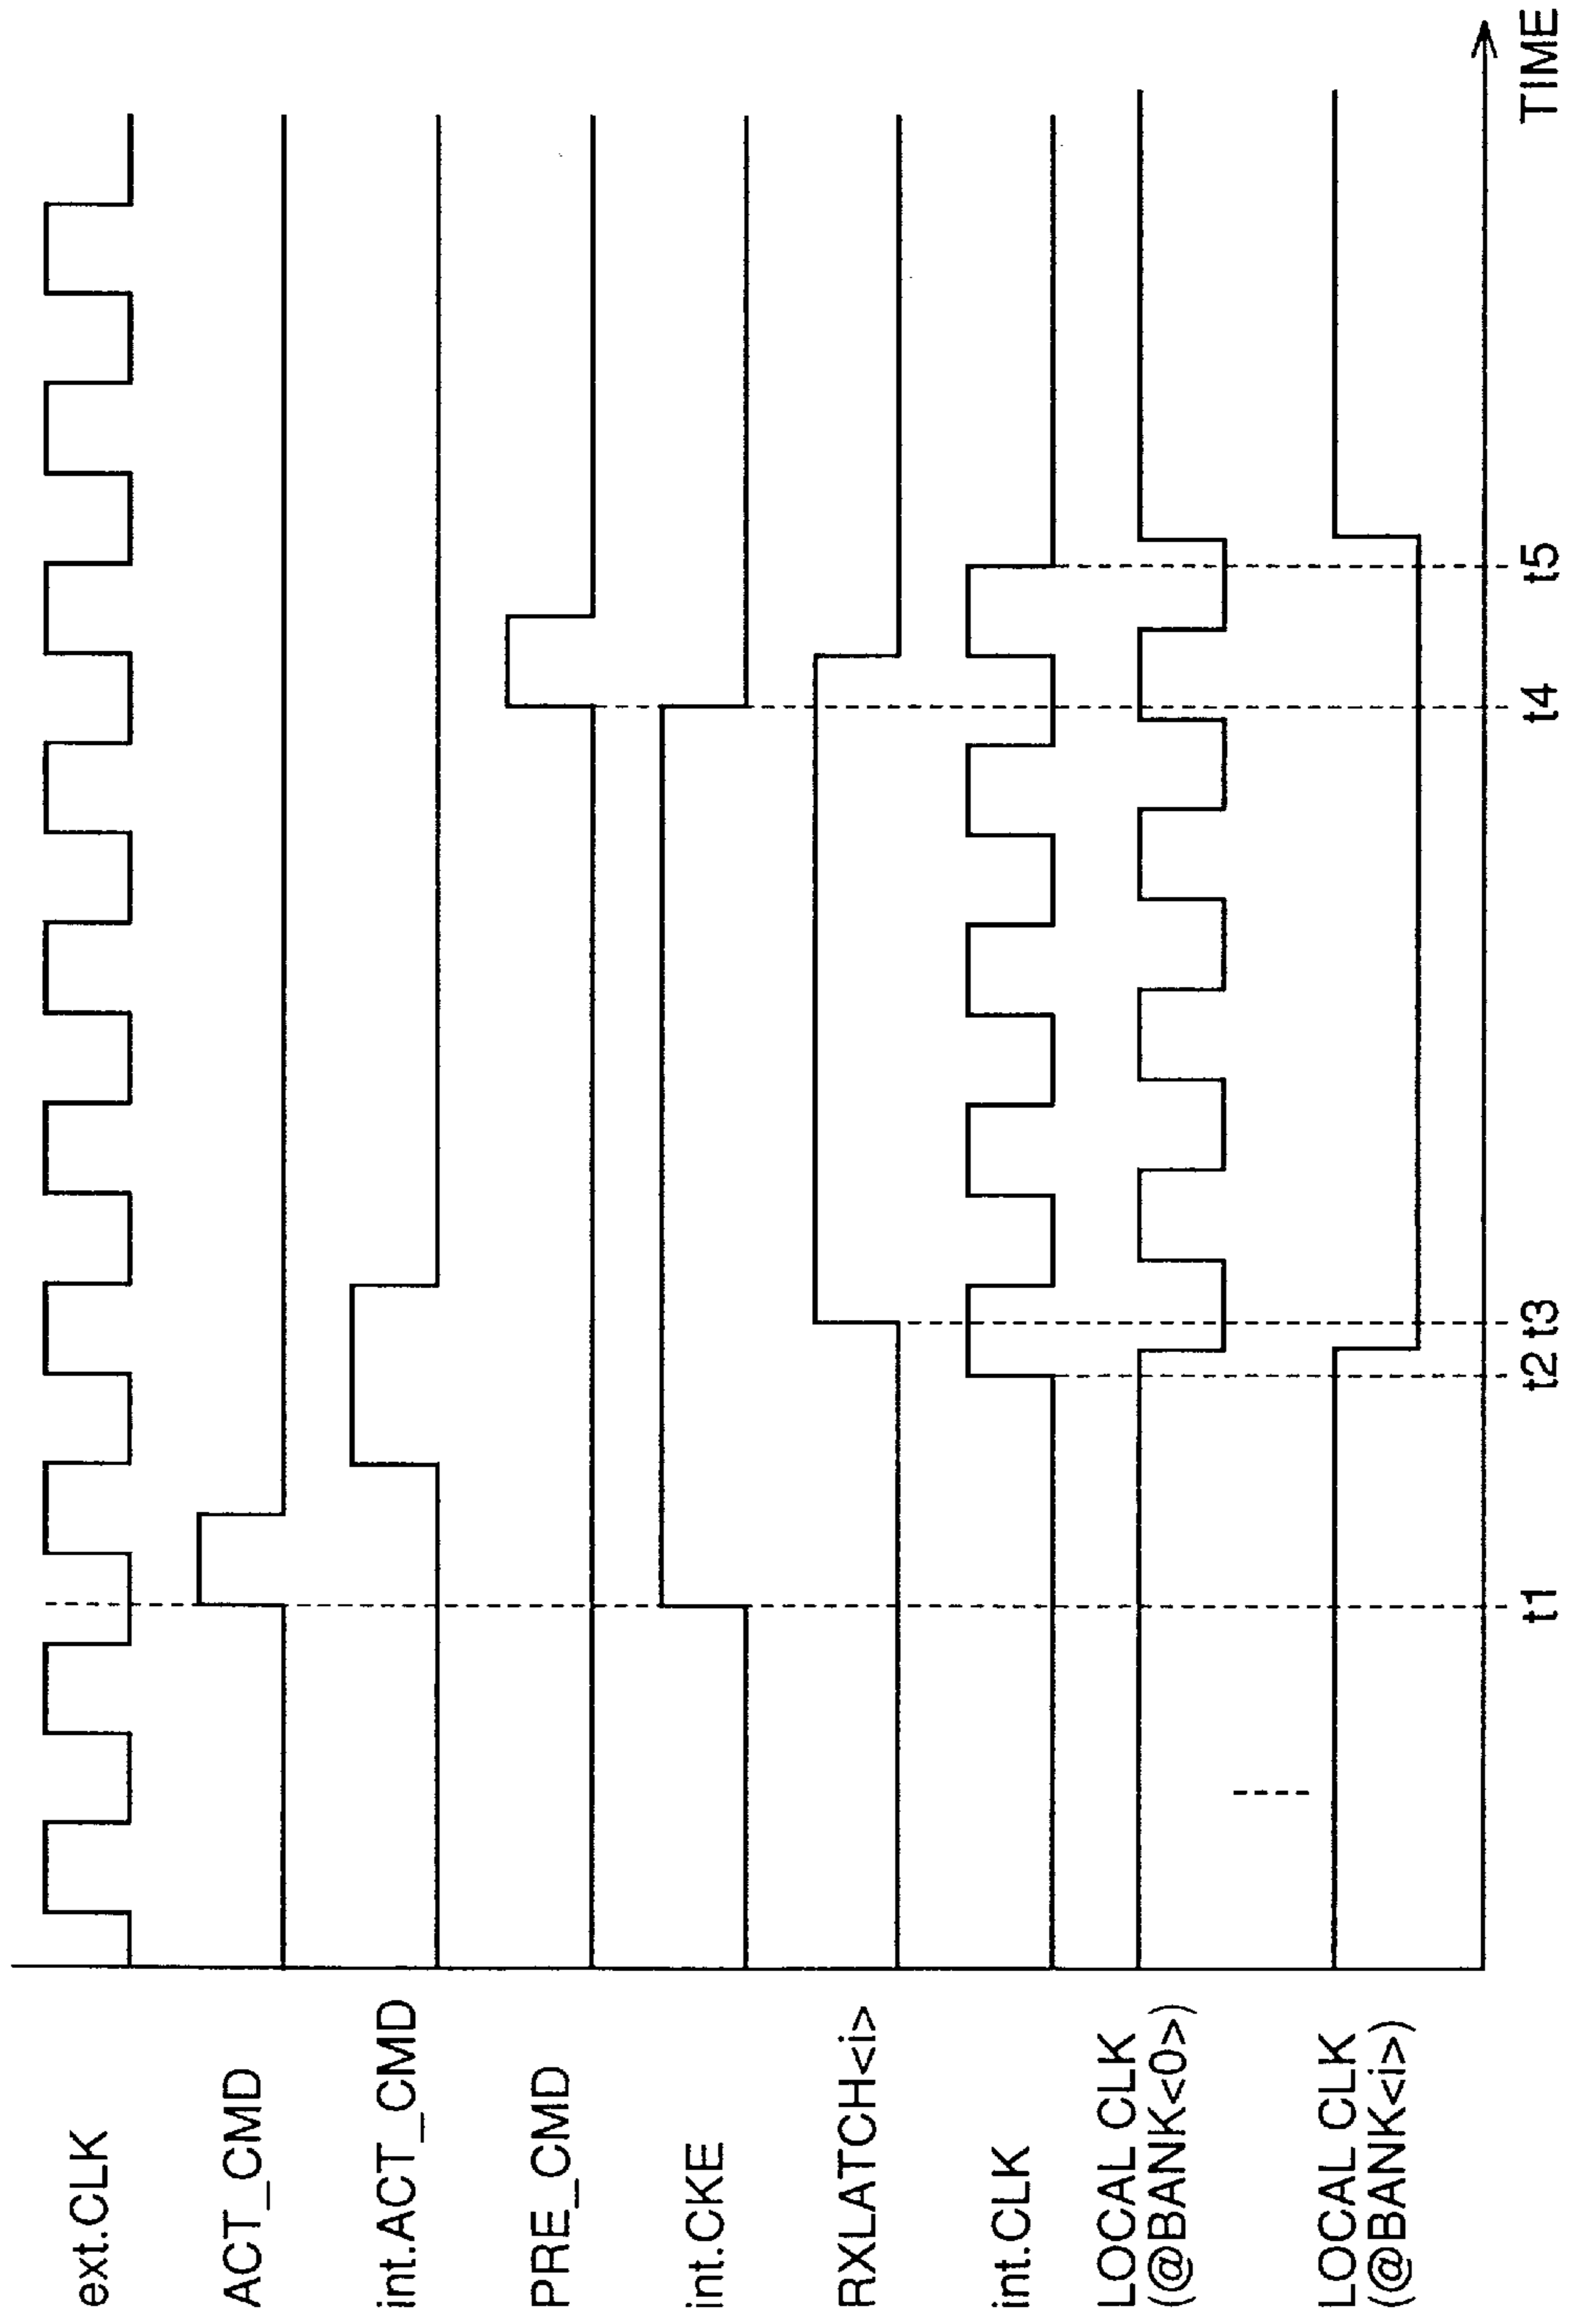 ext.CLK
ACT_CMD
int.ACT_CMD
PRE_CMD
int.CKE
RXLATCH<i>
int.CLK
LOCAL CLK
(@BANK<0>)
LOCAL CLK
(@BANK<i>)
t1
t2
t3
t4
t5
TIME